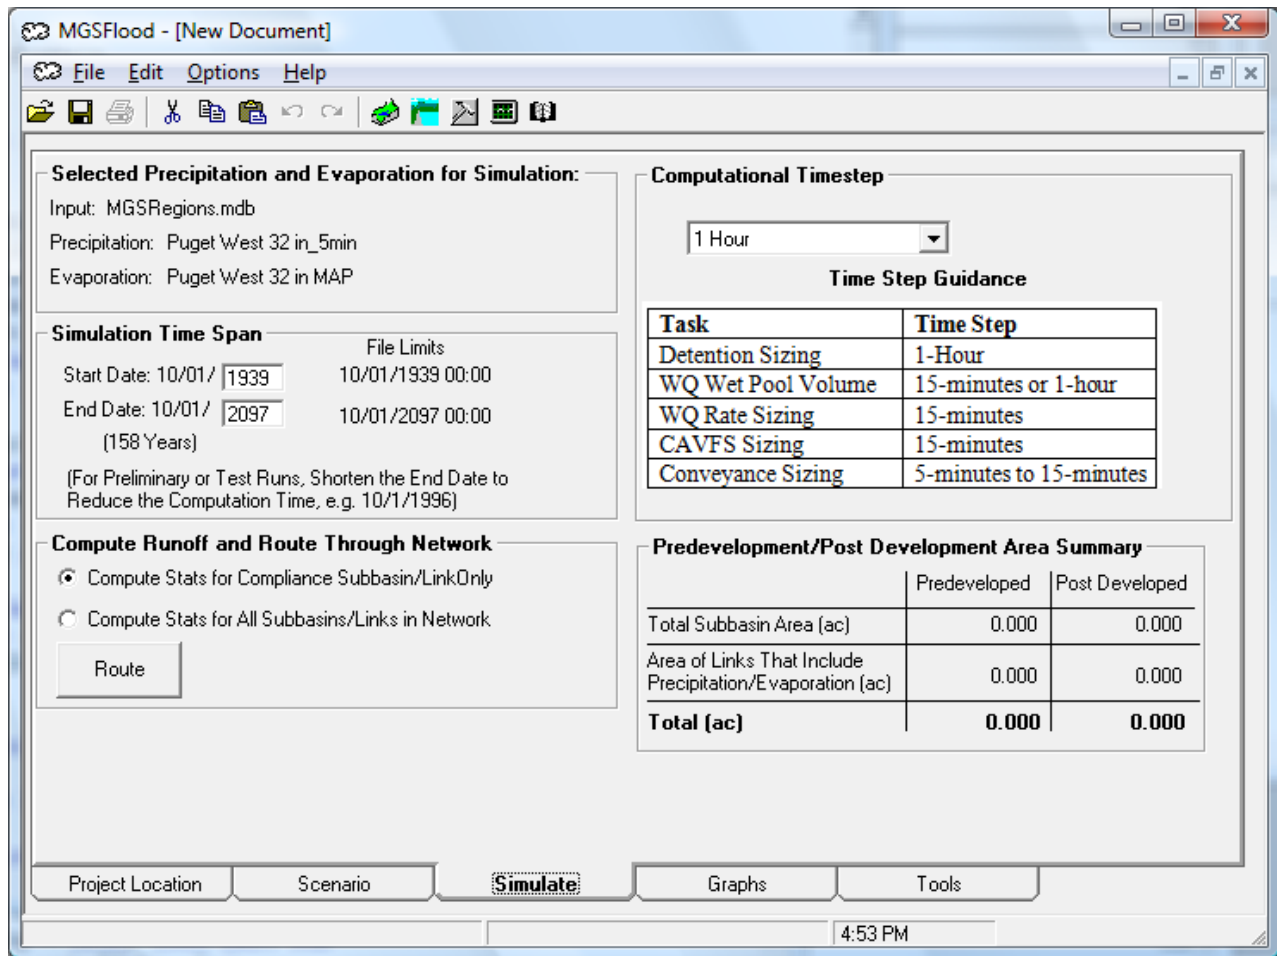 MGSFlood - [New Document]
File Edit Options Help
Selected Precipitation and Evaporation for Simulation:
Input: MGSRegions.mdb
Precipitation: Puget West 32 in_5min
Evaporation: Puget West 32 in MAP
Simulation Time Span
File Limits
Start Date: 10/01/ 1939 10/01/1939 00:00
End Date: 10/01/ 2097 10/01/2097 00:00
(158 Years)
(For Preliminary or Test Runs, Shorten the End Date to
Reduce the Computation Time, e.g. 10/1/1996)
Compute Runoff and Route Through Network
Compute Stats for Compliance Subbasin/LinkOnly
Compute Stats for All Subbasins/Links in Network
Route
Computational Timestep
1 Hour
Time Step Guidance
Task Time Step
Detention Sizing 1-Hour
WQ Wet Pool Volume 15-minutes or 1-hour
WQ Rate Sizing 15-minutes
CAVFS Sizing 15-minutes
Conveyance Sizing 5-minutes to 15-minutes
Predevelopment/Post Development Area Summary
Predeveloped Post Developed
Total Subbasin Area (ac) 0.000 0.000
Area of Links That Include
Precipitation/Evaporation (ac) 0.000 0.000
Total (ac) 0.000 0.000
Project Location Scenario Simulate Graphs Tools
4:53 PM